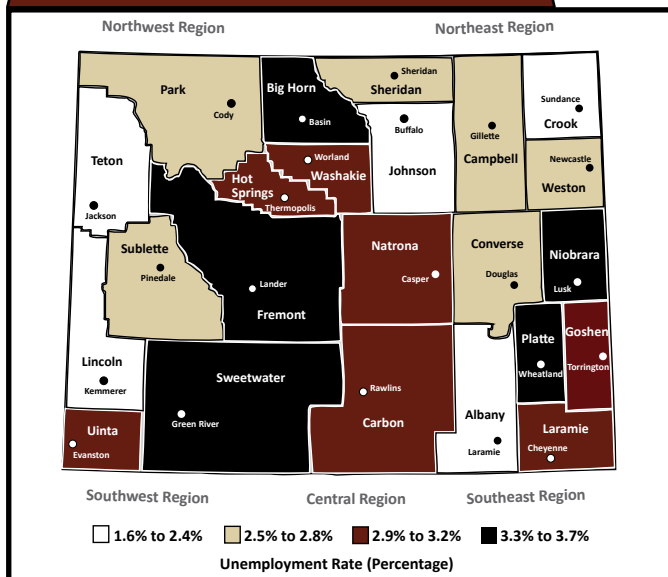 Northwest Region
Northeast Region
Park
Cody
Big Horn
Basin
Sheridan
Sheridan
Buffalo
Johnson
Gillette
Campbell
Sundance
Crook
Newcastle
Weston
Teton
Jackson
Hot
Springs
Thermopolis
Worland
Washakie
Sublette
Pinedale
Lander
Fremont
Natrona
Casper
Converse
Douglas
Niobrara
Lusk
Lincoln
Kemmerer
Sweetwater
Green River
Rawlins
Carbon
Platte
Wheatland
Goshen
Torrington
Uinta
Evanston
Albany
Laramie
Laramie
Cheyenne
Southwest Region
Central Region
Southeast Region
1.6% to 2.4%
2.5% to 2.8%
2.9% to 3.2%
3.3% to 3.7%
Unemployment Rate (Percentage)